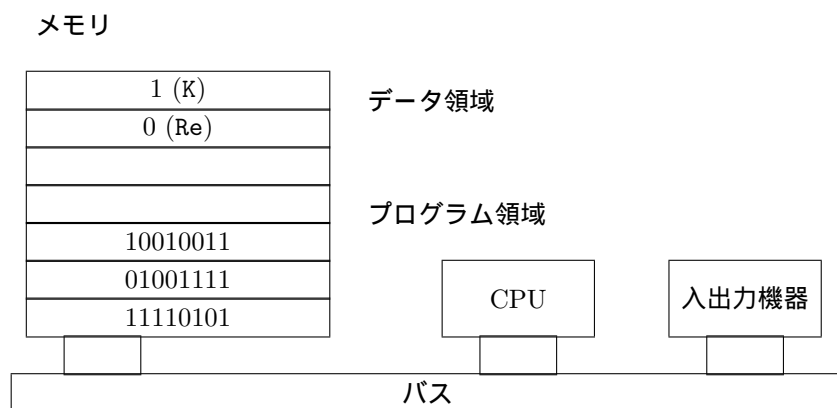 メモリ
1 (K)
データ領域
0 (Re)
プログラム領域
10010011
01001111
11110101
CPU
入出力機器
バス